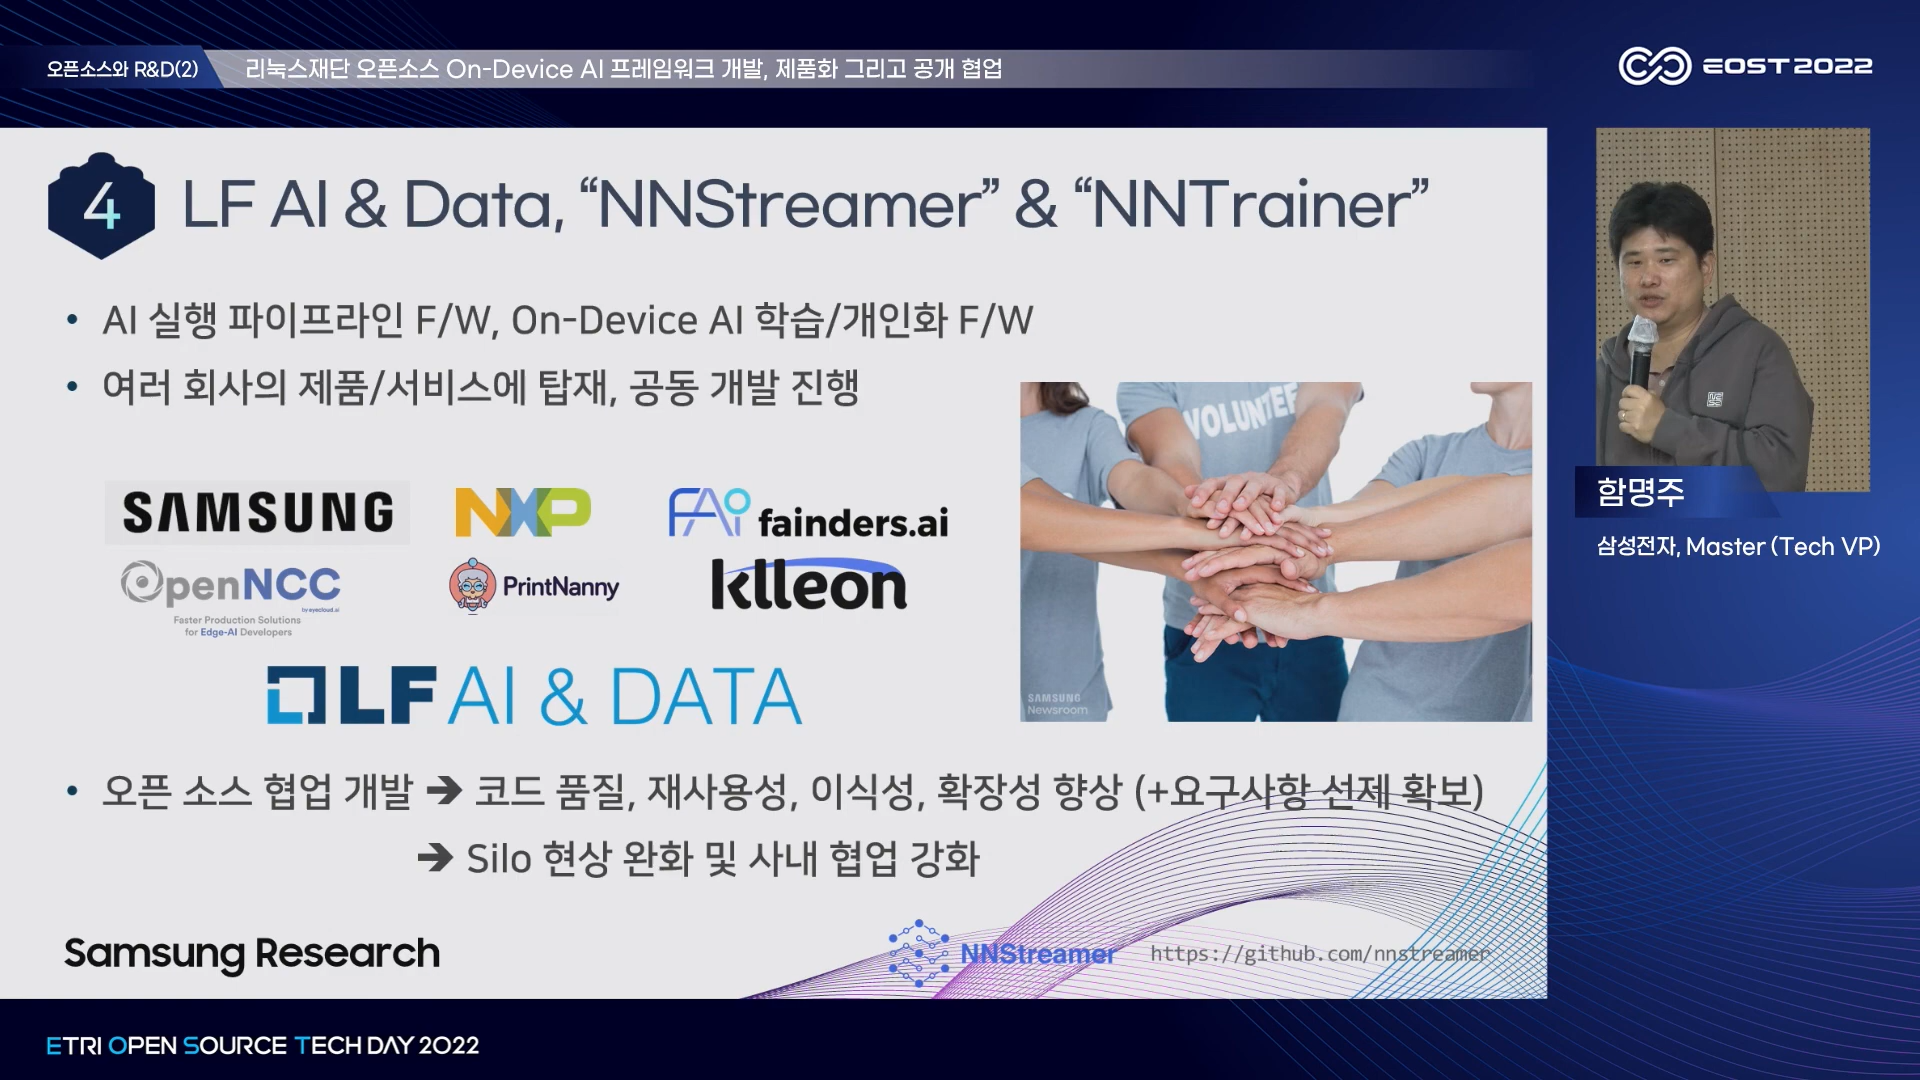 오픈소스와 R&D(2)
리눅스재단 오픈소스 On-Device AI 프레임워크 개발, 제품화 그리고 공개 협업
EOST 2022
4
LF AI & Data, “NNStreamer” & “NNTrainer”
• AI 실행 파이프라인 F/W, On-Device AI 학습/개인화 F/W
• 여러 회사의 제품/서비스에 탑재, 공동 개발 진행
VOLUNTEE
SAMSUNG
NXP
FAi fainders.ai
OpenNCC
by eyecloud.ai
Faster Production Solutions
for Edge-AI Developers
PrintNanny
klleon
LF AI & DATA
SAMSUNG
Newsroom
• 오픈 소스 협업 개발 ➔ 코드 품질, 재사용성, 이식성, 확장성 향상 (+요구사항 선제 확보)
➔ Silo 현상 완화 및 사내 협업 강화
Samsung Research
NNStreamer
https://github.com/nnstreamer
함명주
삼성전자, Master (Tech VP)
ETRI OPEN SOURCE TECH DAY 2022